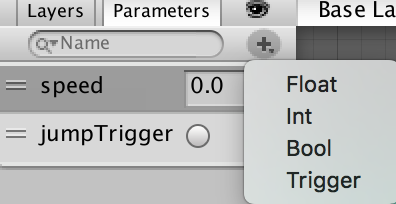 Layers Parameters Base La
Name
speed 0.0
jumpTrigger
Float
Int
Bool
Trigger